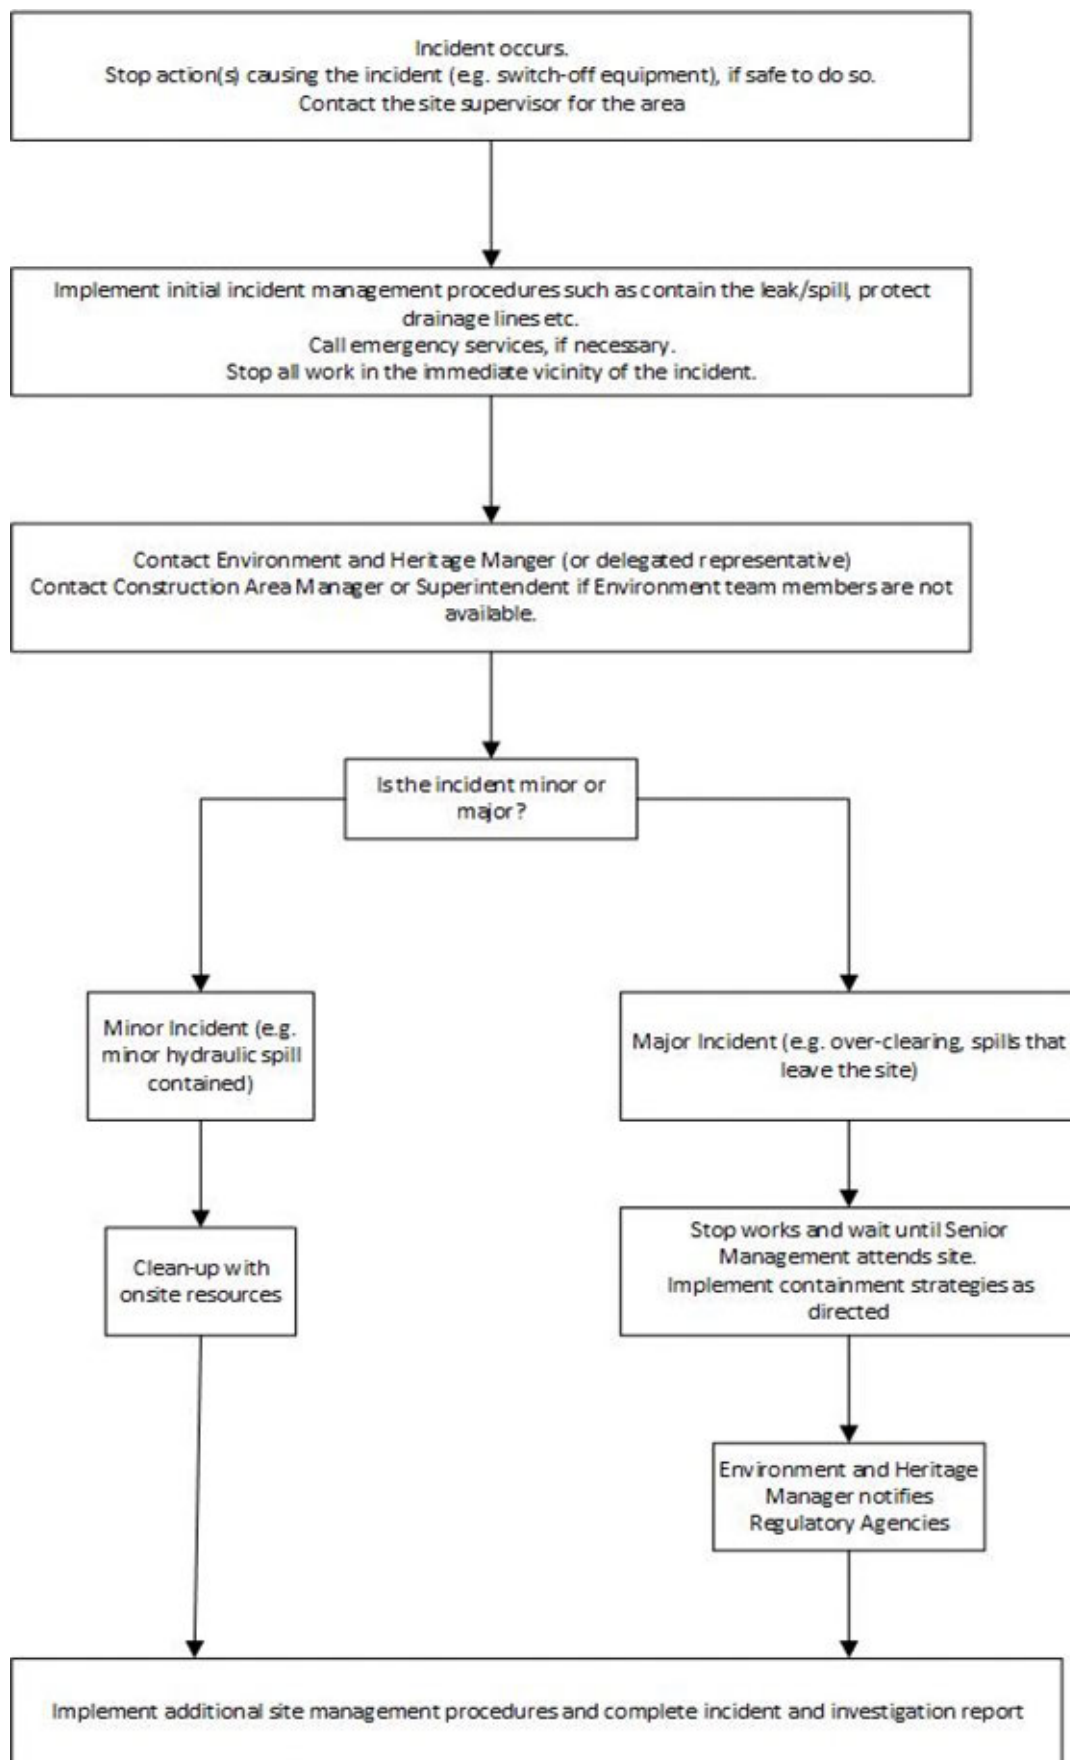 Incident occurs.
Stop action(s) causing the incident (e.g. switch-off equipment), if safe to do so.
Contact the site supervisor for the area
Implement initial incident management procedures such as contain the leak/spill, protect
drainage lines etc.
Call emergency services, if necessary.
Stop all work in the immediate vicinity of the incident.
Contact Environment and Heritage Manger (or delegated representative)
Contact Construction Area Manager or Superintendent if Environment team members are not
available.
Is the incident minor or
major?
Minor Incident (e.g.
minor hydraulic spill
contained)
Major Incident (e.g. over-clearing, spills that
leave the site)
Clean-up with
onsite resources
Stop works and wait until Senior
Management attends site.
Implement containment strategies as
directed
Environment and Heritage
Manager notifies
Regulatory Agencies
Implement additional site management procedures and complete incident and investigation report